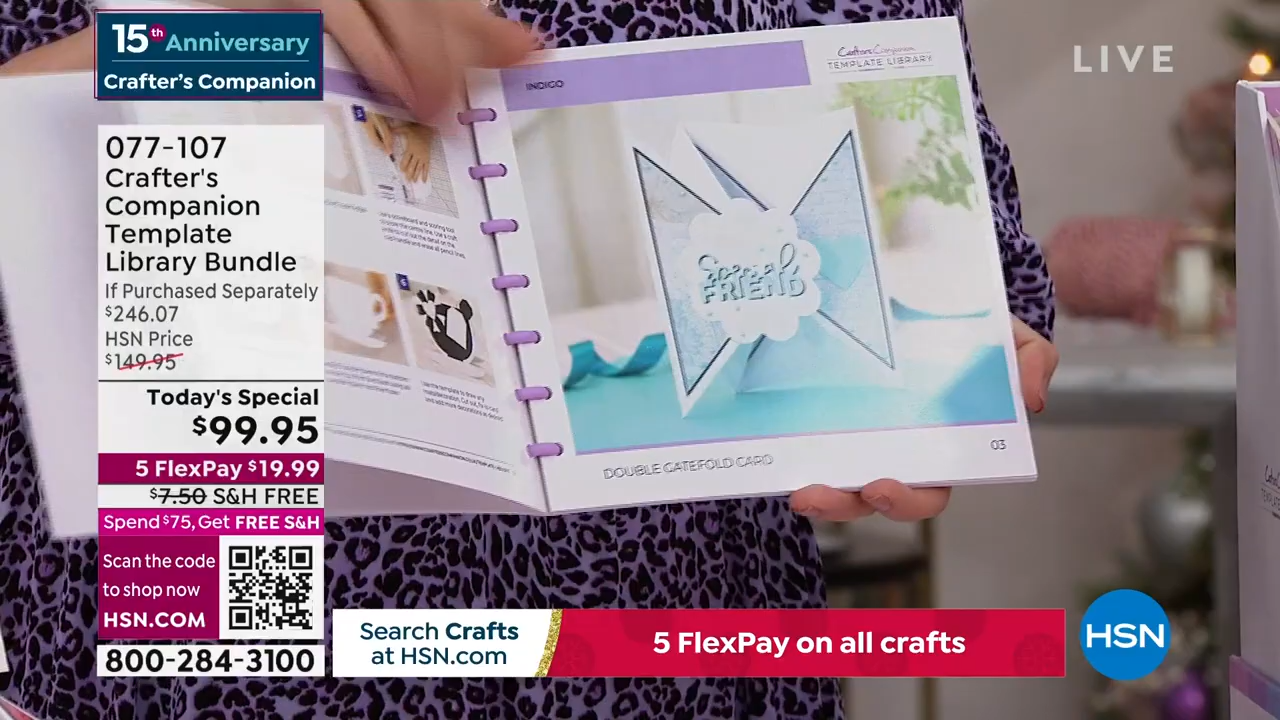 15th Anniversary
Crafter's Companion
077-107
Crafter's
Companion
Template
Library Bundle
If Purchased Separately
$246.07
HSN Price
$149.95
Today's Special
$99.95
5 FlexPay $19.99
$7.50 S&H FREE
Spend $75, Get FREE S&H
Scan the code
to shop now
HSN.COM
800-284-3100
INDIGO
Crafter's Companion
TEMPLATE LIBRARY
LIVE
Special
FRIEND
DOUBLE GATEFOLD CARD
03
Search Crafts
at HSN.com
5 FlexPay on all crafts
HSN